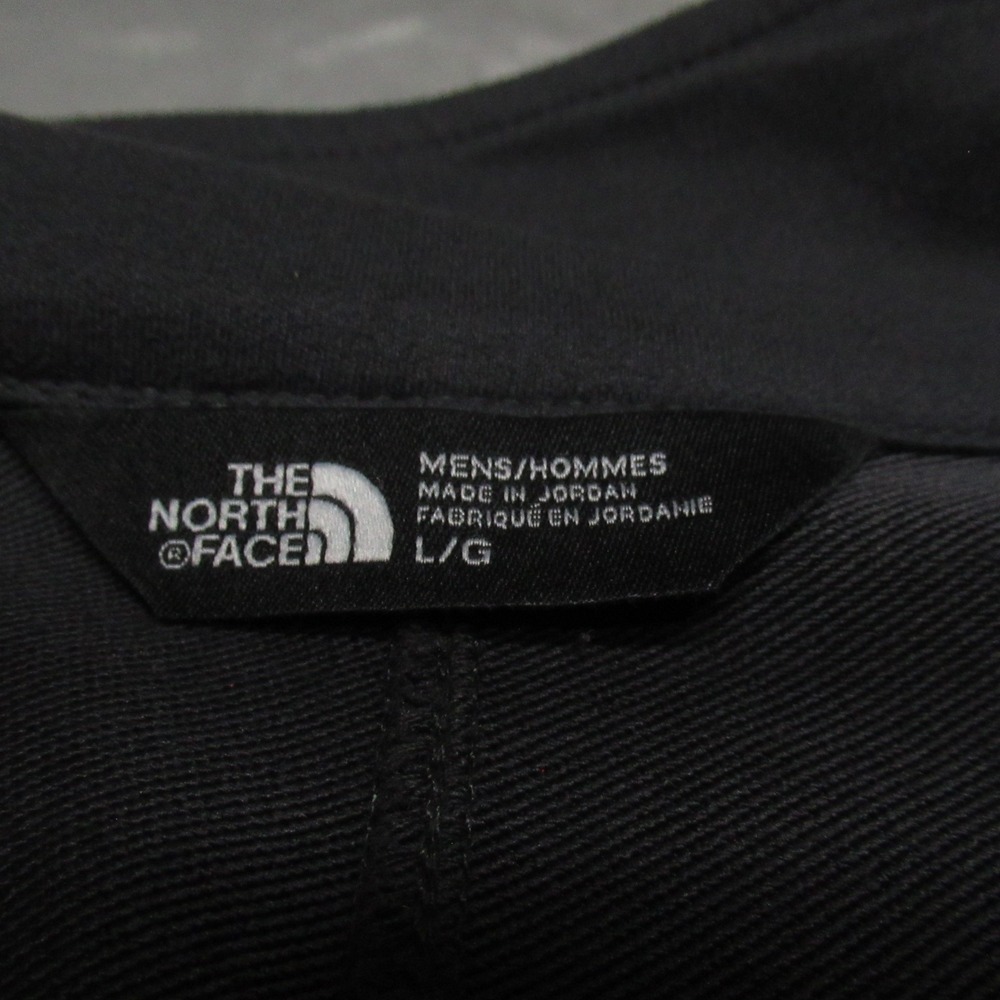 THE
NORTH
®FACE
MENS/HOMMES
MADE IN JORDAN
FABRIQUÉ EN JORDANIE
L/G